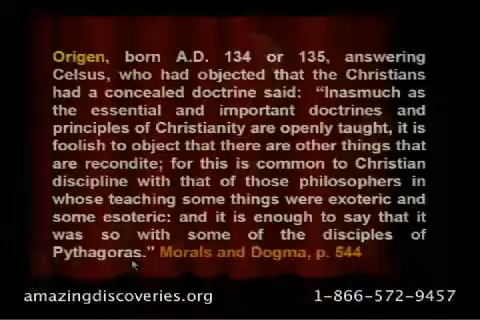 Origen, born A.D. 134 or 135, answering
Celsus, who had objected that the Christians
had a concealed doctrine said: “Inasmuch as
the essential and important doctrines and
principles of Christianity are openly taught, it is
foolish to object that there are other things that
are recondite; for this is common to Christian
discipline with that of those philosophers in
whose teaching some things were exoteric and
some esoteric: and it is enough to say that it
was so with some of the disciples of
Pythagoras.” Morals and Dogma, p. 544
amazingdiscoveries.org 1-866-572-9457